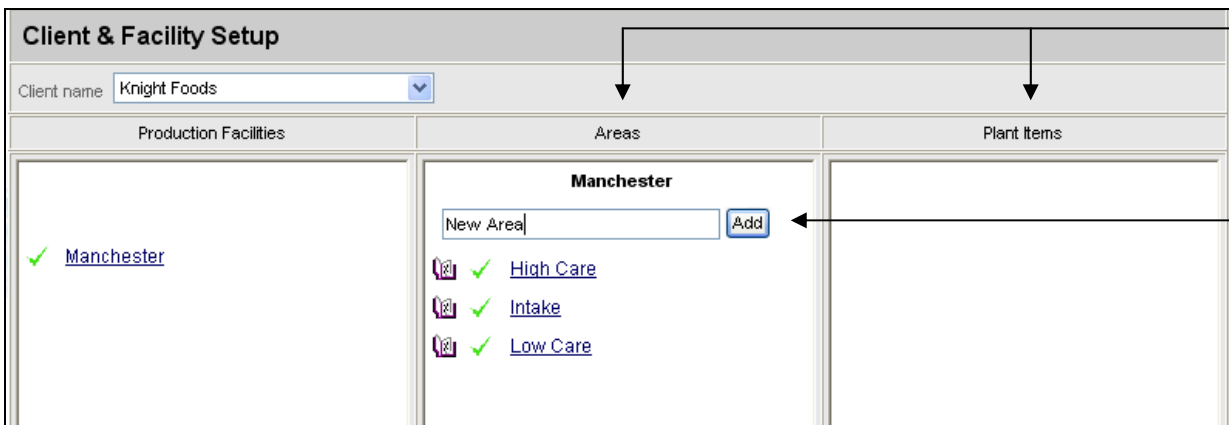 Client & Facility Setup
Client name Knight Foods
Production Facilities Areas Plant Items
Manchester
New Area Add
Manchester
High Care
Intake
Low Care